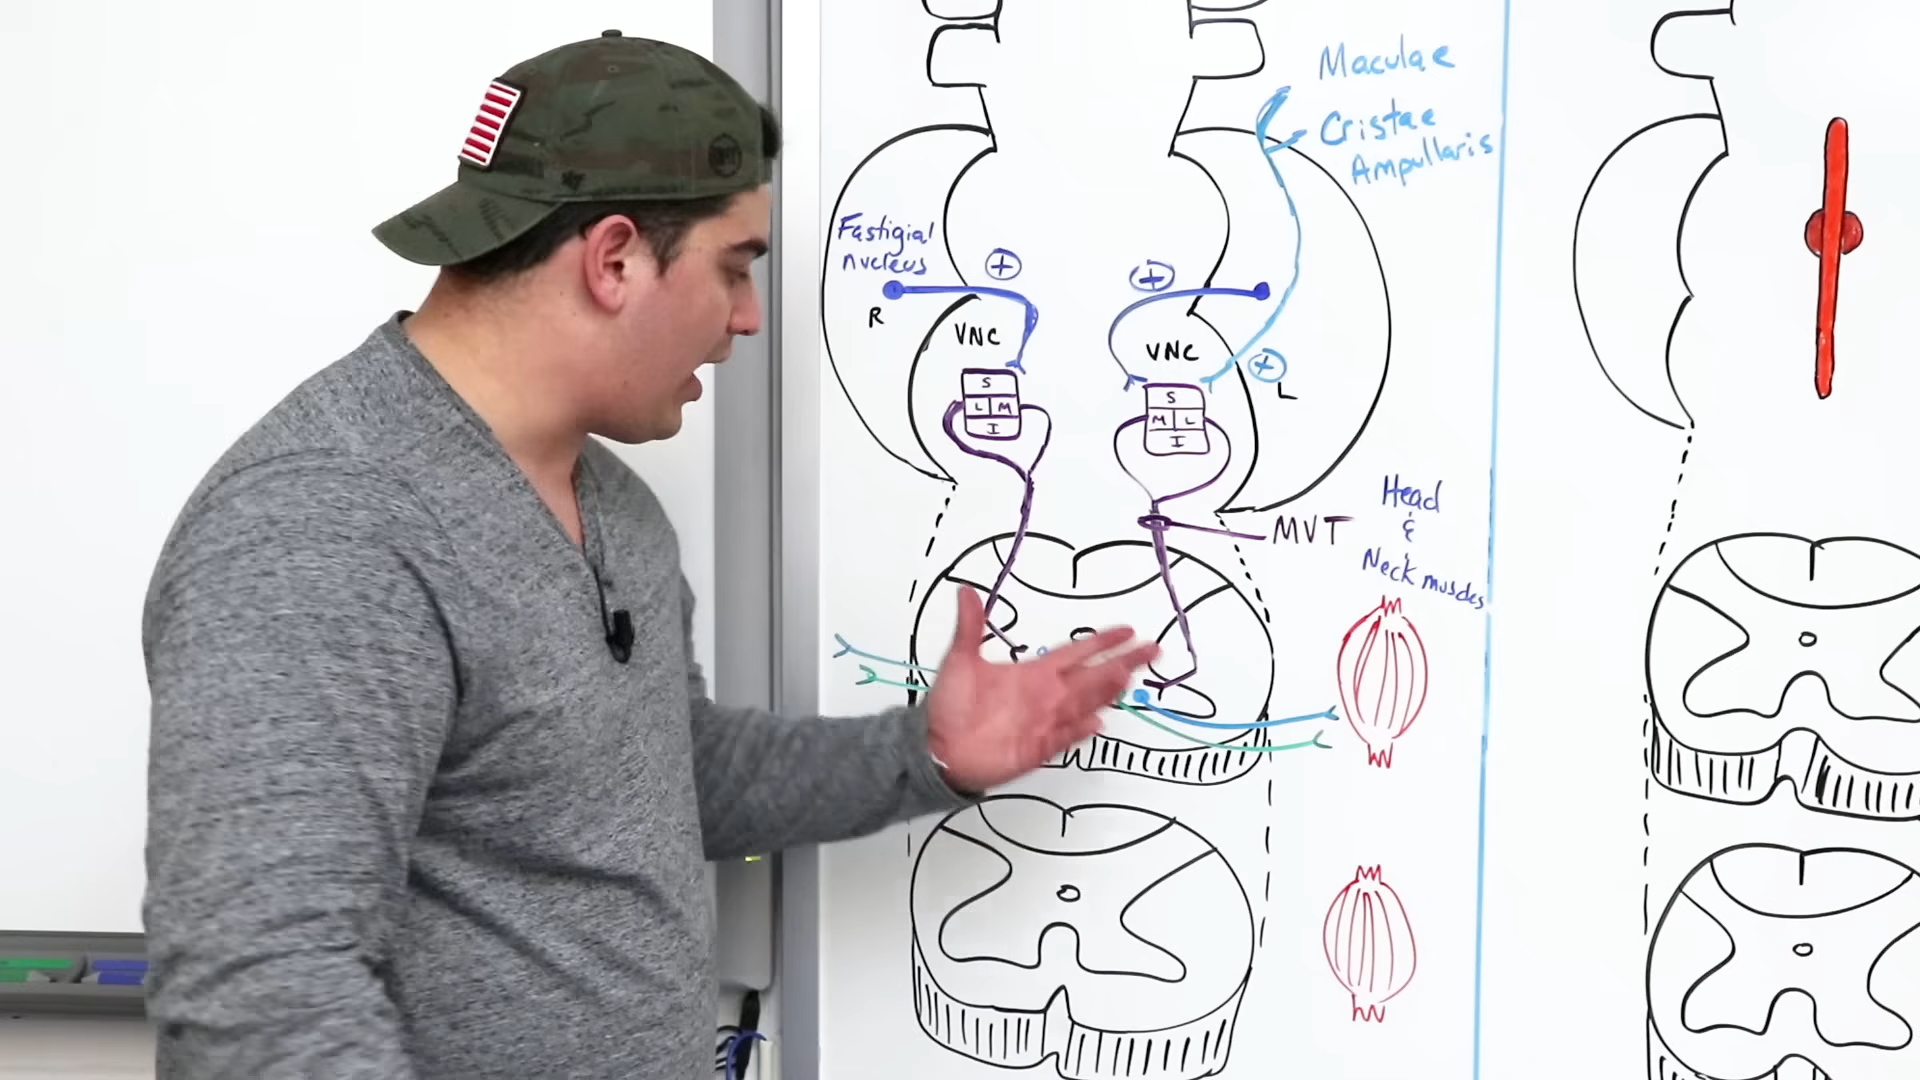 Maculae
Cristae
Ampullaris
Fastigial
nucleus
+
+
R
VNC
VNC
+
L
S
L M
I
S
M L
I
MVT
Head
&
Neck muscles